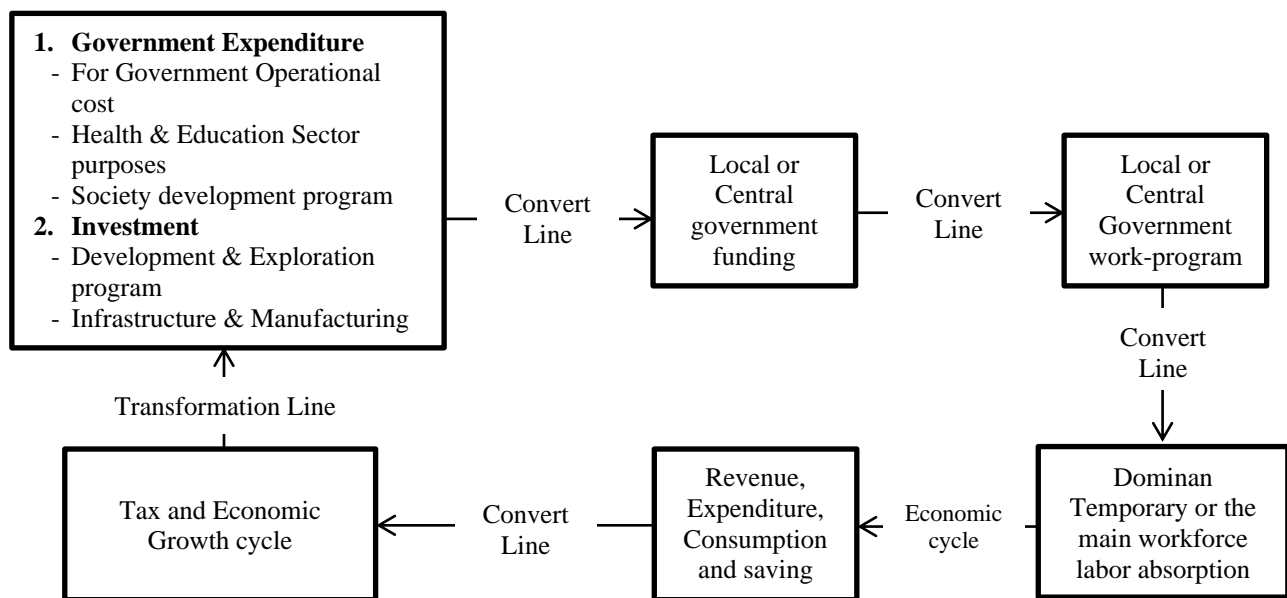 1. Government Expenditure
- For Government Operational
cost
- Health & Education Sector
purposes
- Society development program
2. Investment
- Development & Exploration
program
- Infrastructure & Manufacturing
Convert
Line
Local or
Central
government
funding
Convert
Line
Local or
Central
Government
work-program
Convert
Line
Dominan
Temporary or the
main workforce
labor absorption
Economic
cycle
Revenue,
Expenditure,
Consumption
and saving
Convert
Line
Tax and Economic
Growth cycle
Transformation Line